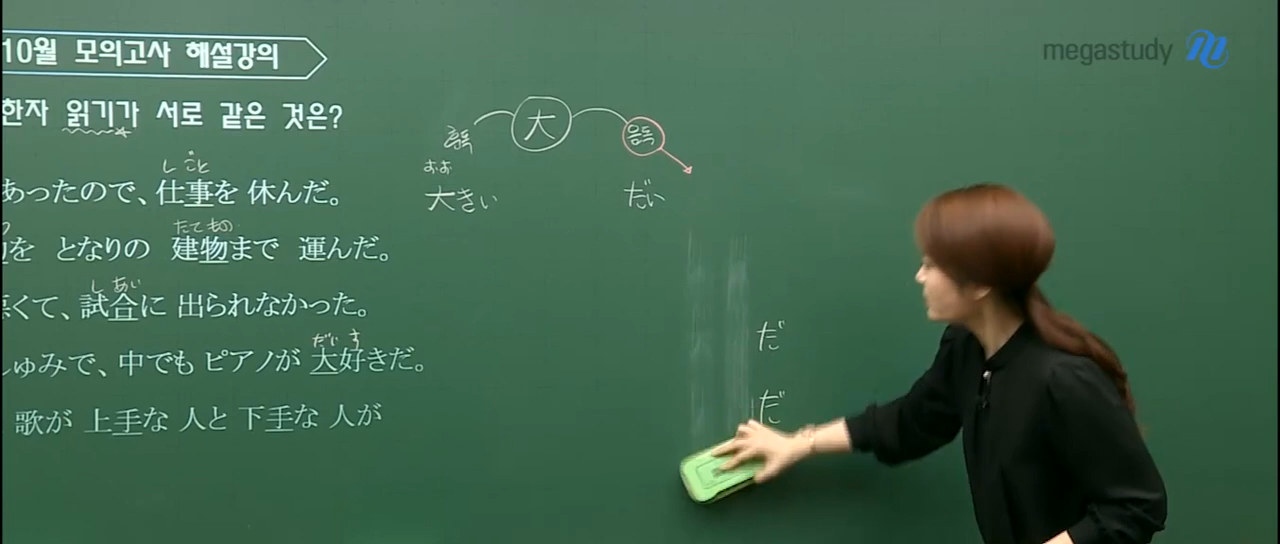 10월 모의고사 해설강의
megastudy
한자 읽기가 서로 같은 것은?
大
훈독
음독
おお
大きい
だい
しごと
あったので、仕事を 休んだ。
たてもの
を となりの 建物まで 運んだ。
しあい
くて、試合に 出られなかった。
だいす
しゅみで、中でも ピアノが 大好きだ。
歌が 上手な 人と 下手な 人が
だ
だ